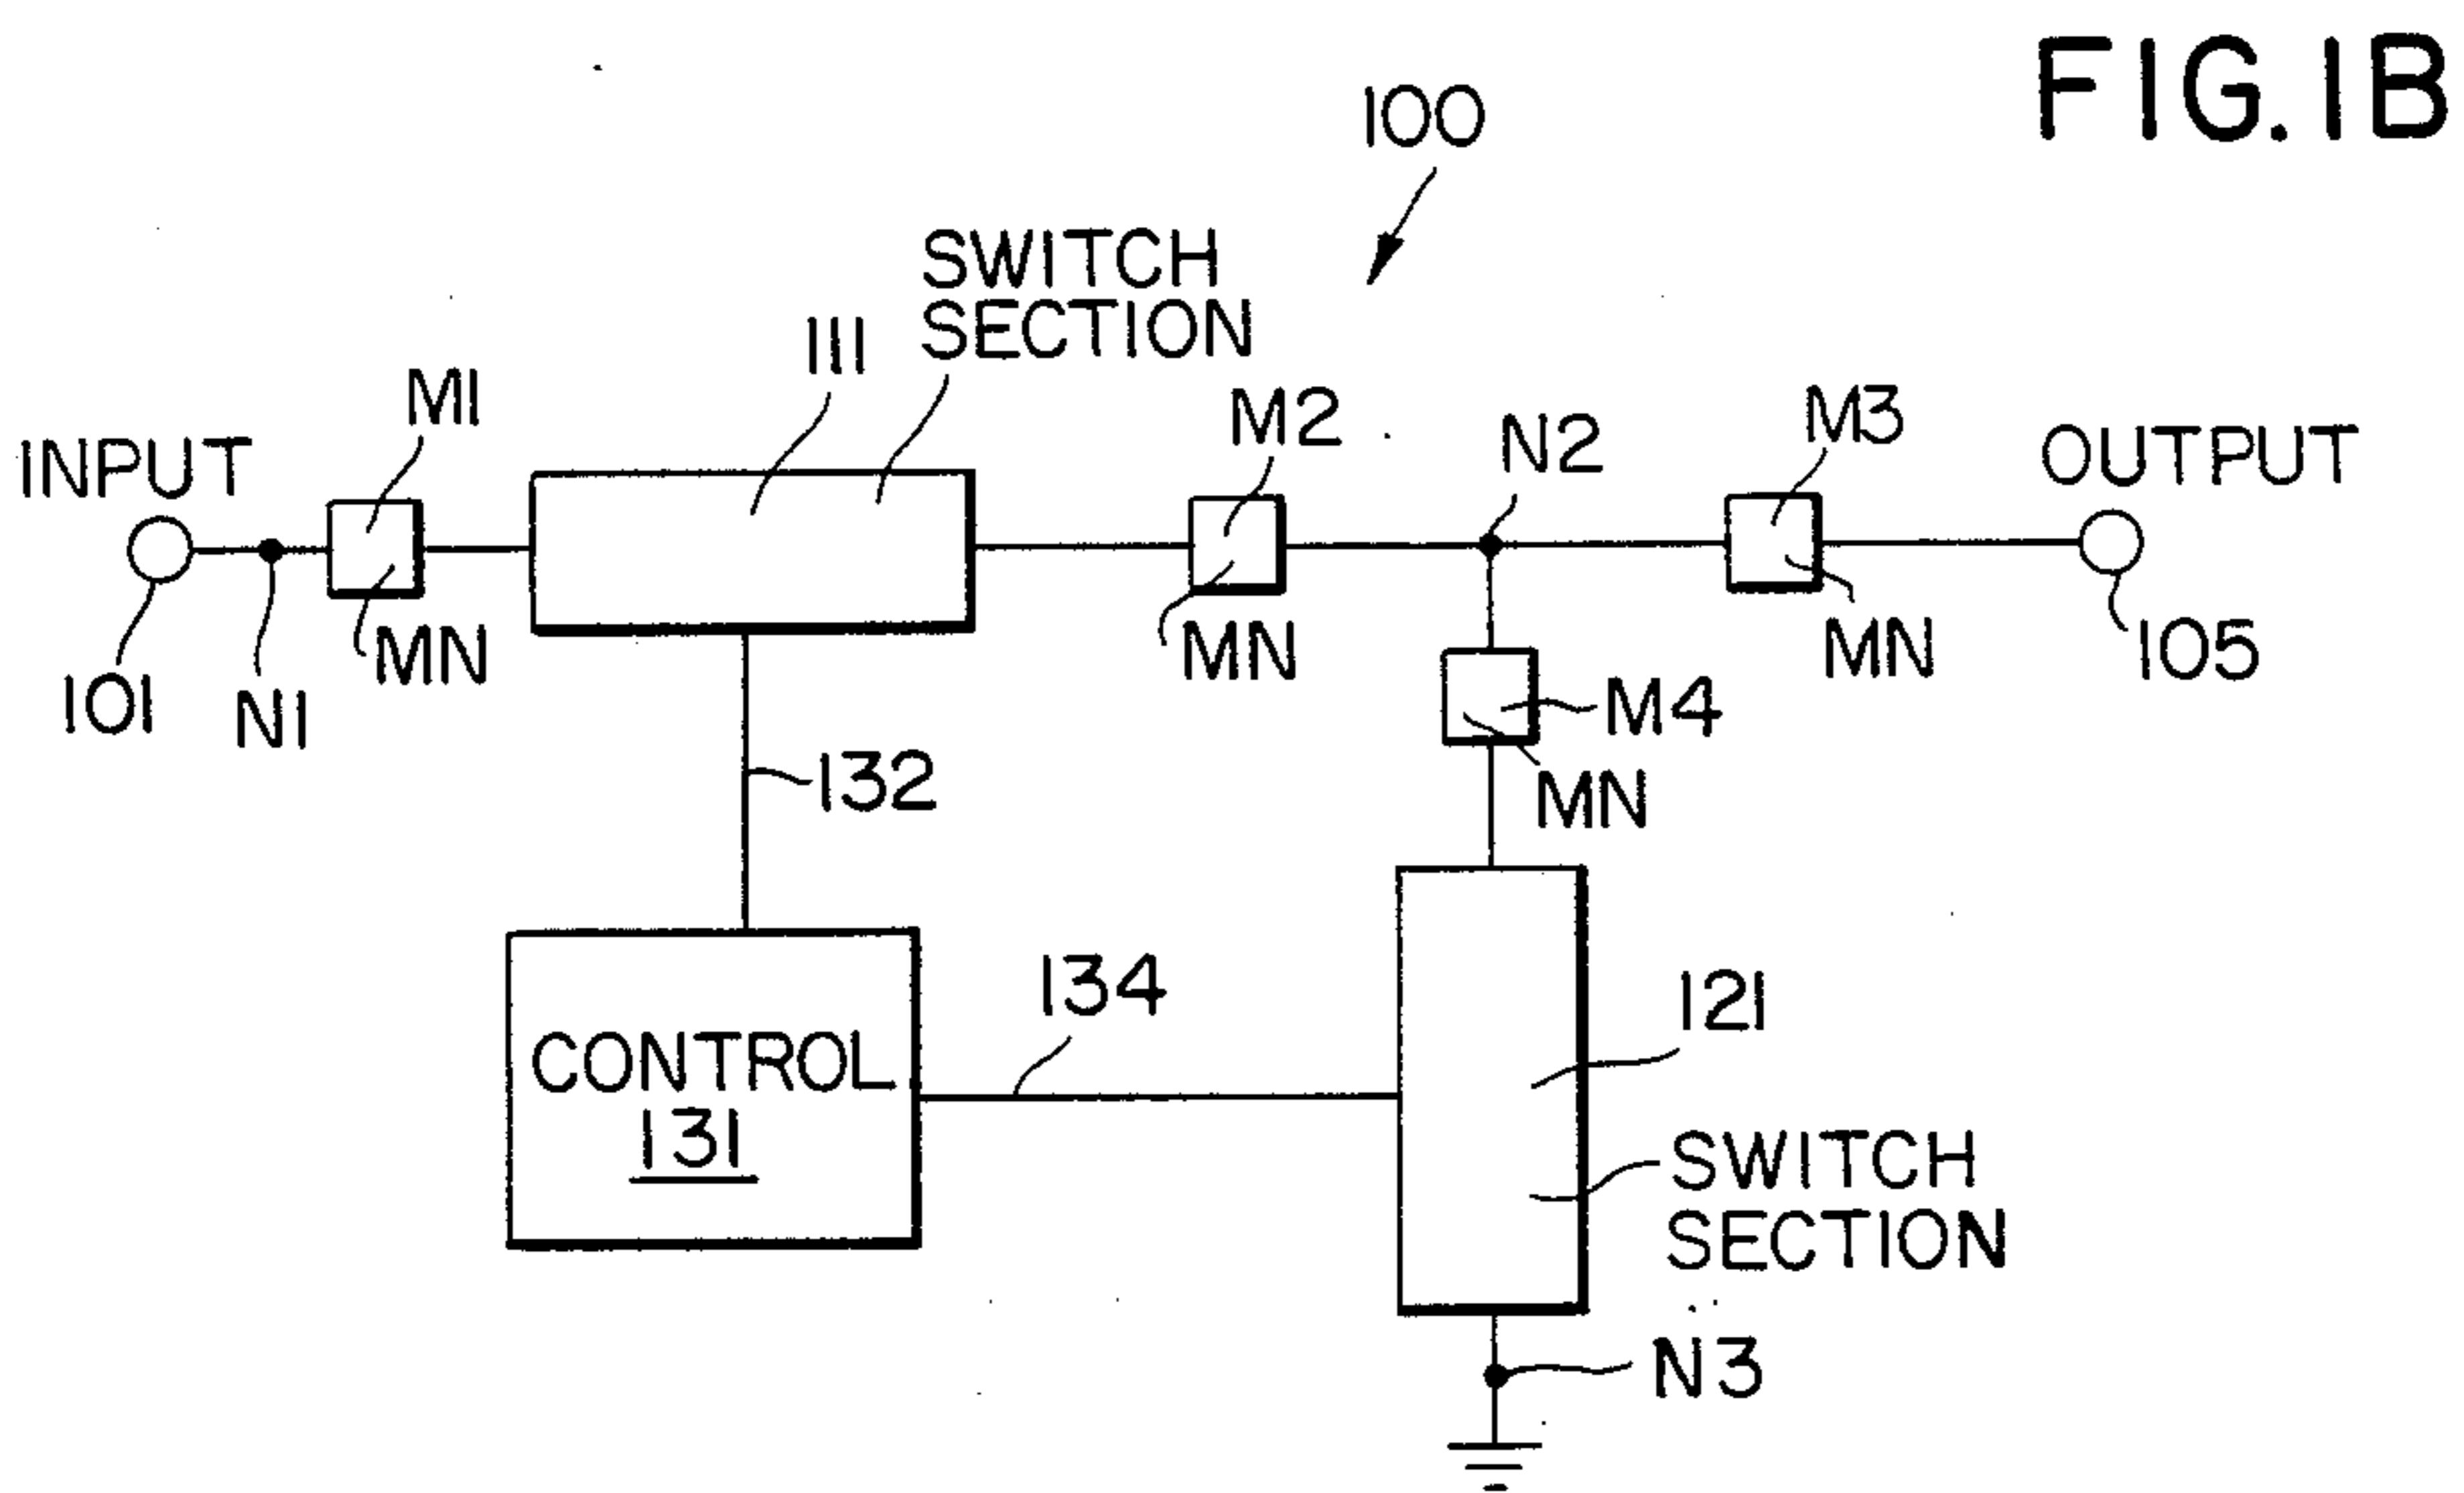 FIG.1B
100
SWITCH
SECTION
111
M1
M2
N2
M3
INPUT
OUTPUT
101
N1
MN
MN
MN
105
M4
MN
132
134
CONTROL
131
121
SWITCH
SECTION
N3